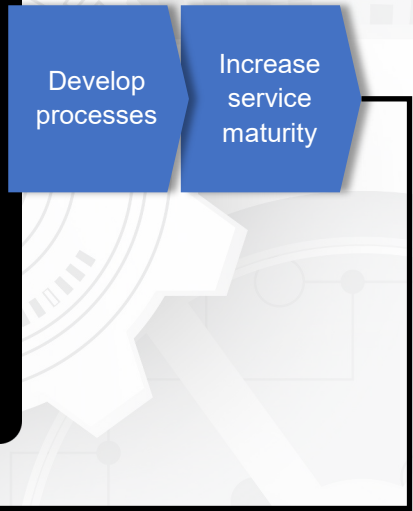 Develop
processes
Increase
service
maturity